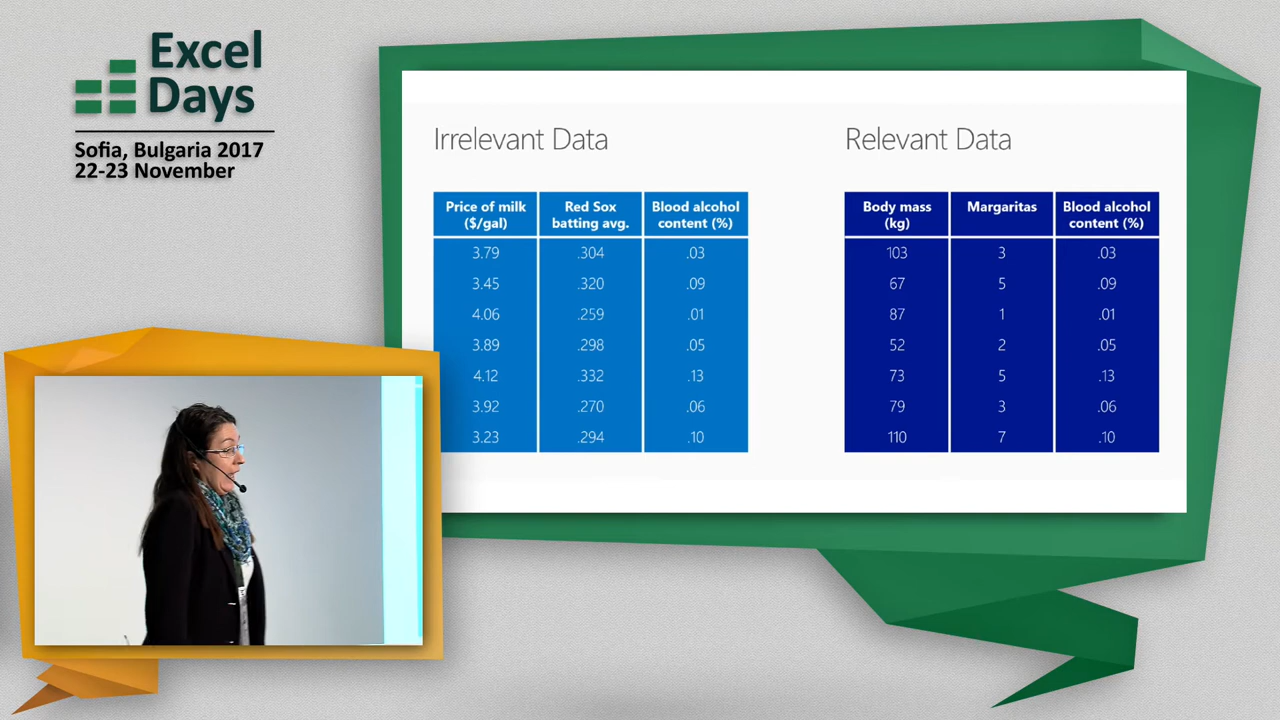 Excel
Days
Sofia, Bulgaria 2017
22-23 November
Irrelevant Data
Price of milk ($/gal) Red Sox batting avg. Blood alcohol content (%)
3.79 .304 .03
3.45 .320 .09
4.06 .259 .01
3.89 .298 .05
4.12 .332 .13
3.92 .270 .06
3.23 .294 .10
Relevant Data
Body mass (kg) Margaritas Blood alcohol content (%)
103 3 .03
67 5 .09
87 1 .01
52 2 .05
73 5 .13
79 3 .06
110 7 .10